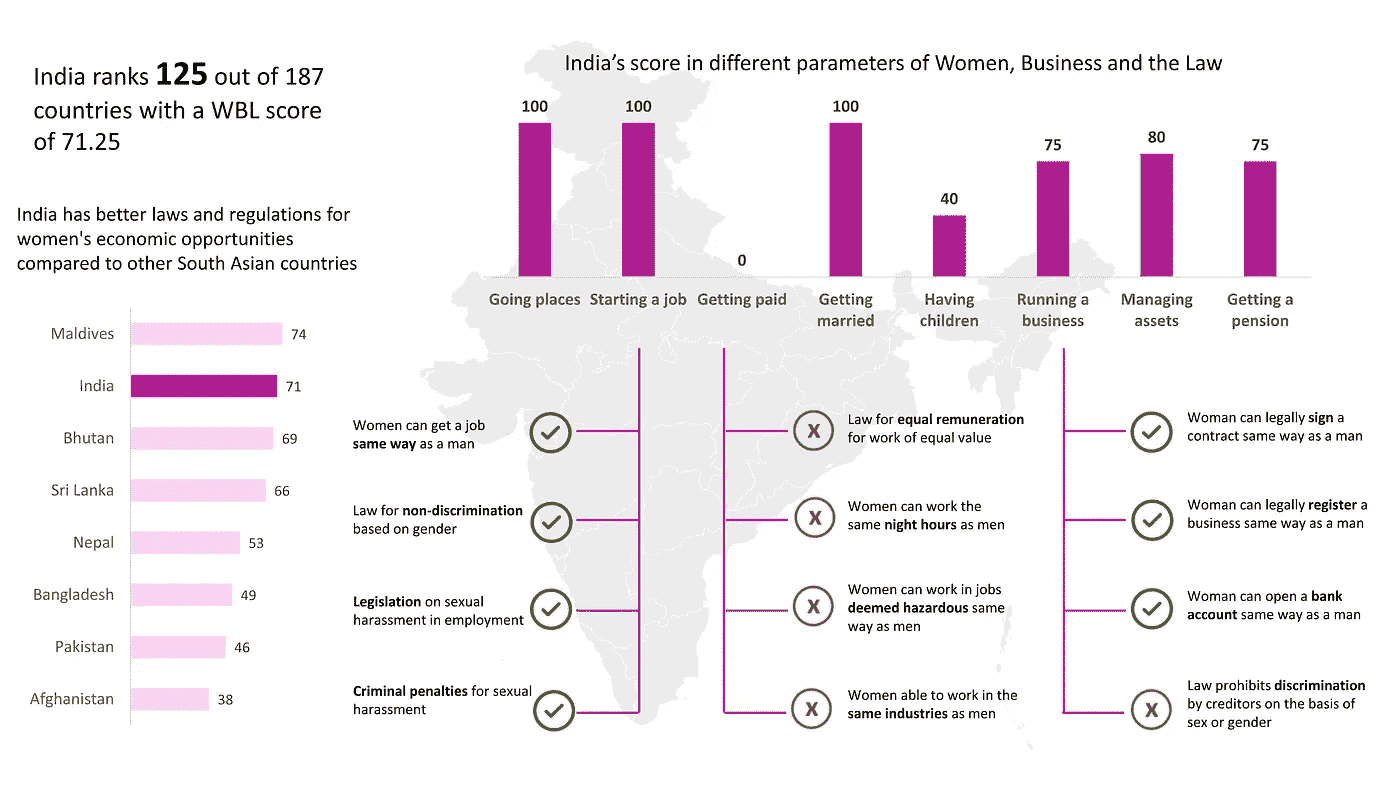 India ranks 125 out of 187
countries with a WBL score
of 71.25
India has better laws and regulations for
women's economic opportunities
compared to other South Asian countries
Maldives 74
India 71
Bhutan 69
Sri Lanka 66
Nepal 53
Bangladesh 49
Pakistan 46
Afghanistan 38
India's score in different parameters of Women, Business and the Law
100 100 0 100 40 75 80 75
Going places Starting a job Getting paid Getting married Having children Running a business Managing assets Getting a pension
Women can get a job
same way as a man
Law for non-discrimination
based on gender
Legislation on sexual
harassment in employment
Criminal penalties for sexual
harassment
X Law for equal remuneration
for work of equal value
X Women can work the
same night hours as men
X Women can work in jobs
deemed hazardous same
way as men
X Women able to work in the
same industries as men
Woman can legally sign a
contract same way as a man
Woman can legally register a
business same way as a man
Woman can open a bank
account same way as a man
X Law prohibits discrimination
by creditors on the basis of
sex or gender